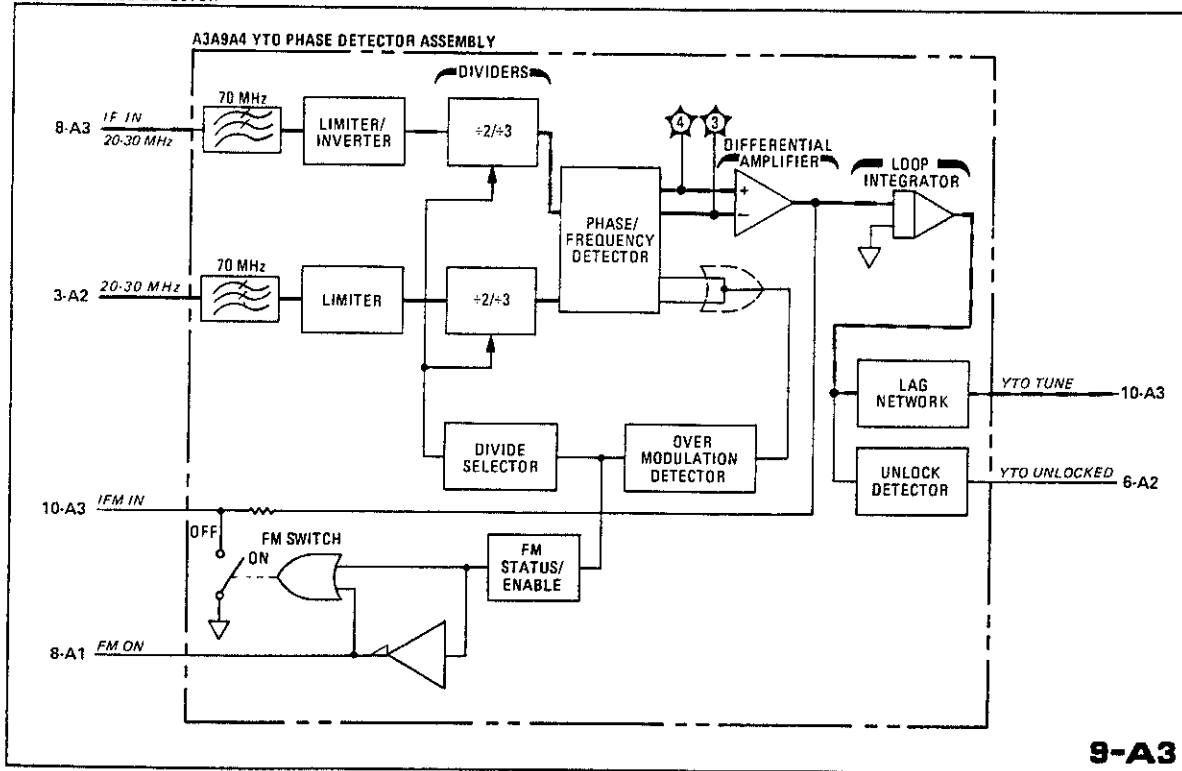 A3A9A4 YTO PHASE DETECTOR ASSEMBLY
DIVIDERS
70 MHz
8-A3
IF IN
20-30 MHz
LIMITER/
INVERTER
÷2/÷3
4
3
DIFFERENTIAL
AMPLIFIER
+
−
LOOP
INTEGRATOR
PHASE/
FREQUENCY
DETECTOR
70 MHz
3-A2
20-30 MHz
LIMITER
÷2/÷3
LAG
NETWORK
YTO TUNE
10-A3
DIVIDE
SELECTOR
OVER
MODULATION
DETECTOR
UNLOCK
DETECTOR
YTO UNLOCKED
6-A2
10-A3
IFM IN
OFF
ON
FM SWITCH
FM
STATUS/
ENABLE
8-A1
FM ON
9-A3